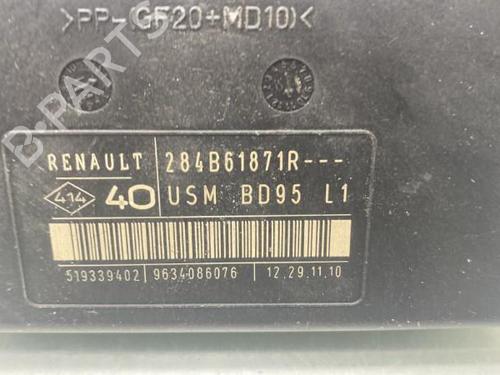 >PP-(GF20+MD10)<
RENAULT 284B61871R---
414 40 USM BD95 L1
519339402 9634086076 12.29.11.10
B-PARTS